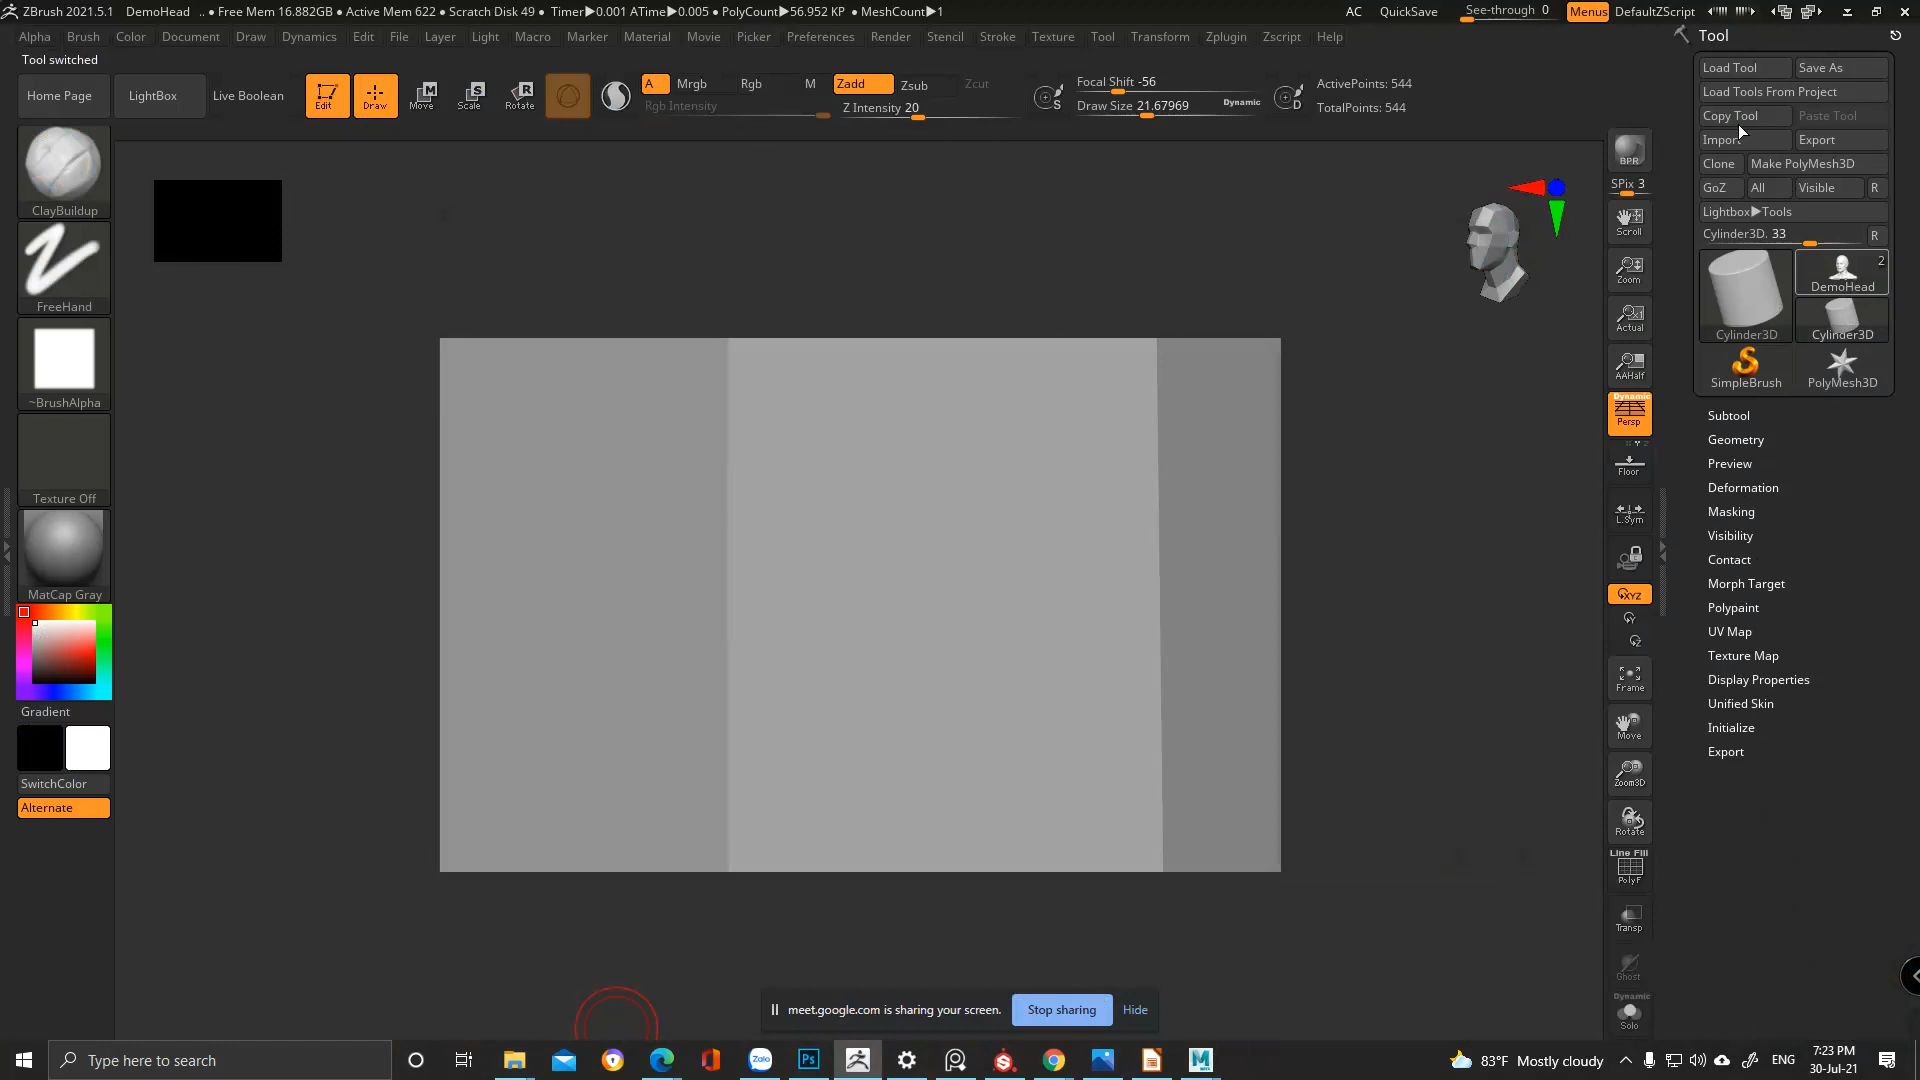 ZBrush 2021.5.1 DemoHead .. ● Free Mem 16.882GB ● Active Mem 622 ● Scratch Disk 49 ● Timer▶0.001 ATime▶0.005 ● PolyCount▶56.952 KP ● MeshCount▶1 AC QuickSave See-through 0 Menus DefaultZScript
Alpha Brush Color Document Draw Dynamics Edit File Layer Light Macro Marker Material Movie Picker Preferences Render Stencil Stroke Texture Tool Transform Zplugin Zscript Help
Tool switched
Home Page LightBox Live Boolean Edit Draw Move Scale Rotate
A Mrgb Rgb M Zadd Zsub Zcut
Rgb Intensity Z Intensity 20
Focal Shift -56
Draw Size 21.67969 Dynamic
S D
ActivePoints: 544
TotalPoints: 544
ClayBuildup
FreeHand
~BrushAlpha
Texture Off
MatCap Gray
Gradient
SwitchColor
Alternate
BPR
SPix 3
Scroll
Zoom
Actual
AAHalf
Dynamic
Persp
Floor
L.Sym
XYZ
Y
Z
Frame
Move
Zoom3D
Rotate
Line Fill
PolyF
Transp
Ghost
Dynamic
Solo
Tool
Load Tool Save As
Load Tools From Project
Copy Tool Paste Tool
Import Export
Clone Make PolyMesh3D
GoZ All Visible R
Lightbox▶Tools
Cylinder3D. 33 R
Cylinder3D
2
DemoHead
Cylinder3D
SimpleBrush PolyMesh3D
Subtool
Geometry
Preview
Deformation
Masking
Visibility
Contact
Morph Target
Polypaint
UV Map
Texture Map
Display Properties
Unified Skin
Initialize
Export
meet.google.com is sharing your screen. Stop sharing Hide
Type here to search
Zalo
Ps
83°F Mostly cloudy
ENG
7:23 PM
30-Jul-21